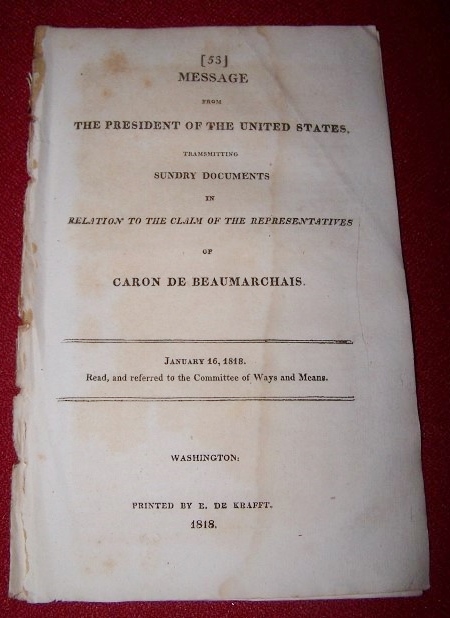 [53]
MESSAGE
FROM
THE PRESIDENT OF THE UNITED STATES,
TRANSMITTING
SUNDRY DOCUMENTS
IN
RELATION TO THE CLAIM OF THE REPRESENTATIVES
OF
CARON DE BEAUMARCHAIS.
JANUARY 16, 1818.
Read, and referred to the Committee of Ways and Means.
WASHINGTON:
PRINTED BY E. DE KRAFFT.
1818.